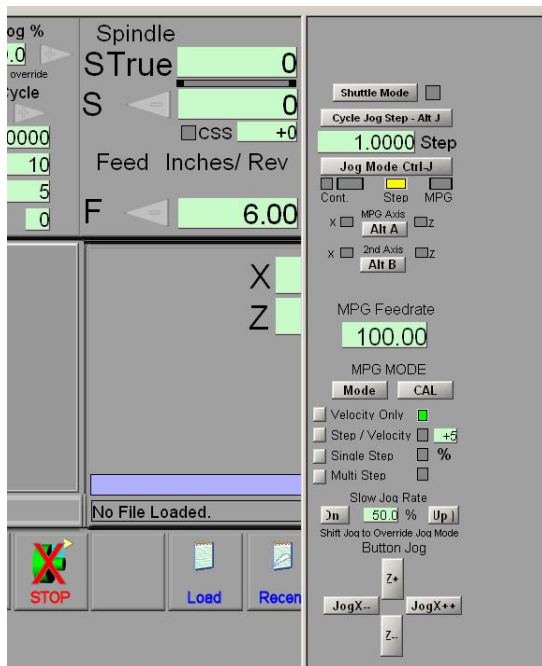 og %
.0
override
ycle
0000
10
5
0
Spindle
STrue 0
S 0
css +0
Feed Inches/ Rev
F 6.00
X
Z
No File Loaded.
STOP
Load
Recen
Shuttle Mode
Cycle Jog Step - Alt J
1.0000 Step
Jog Mode Ctrl-J
Cont. Step MPG
X MPG Axis Z
Alt A
X 2nd Axis Z
Alt B
MPG Feedrate
100.00
MPG MODE
Mode CAL
Velocity Only
Step / Velocity +5
Single Step %
Multi Step
Slow Jog Rate
Dn 50.0 % Up )
Shift Jog to Override Jog Mode
Button Jog
Z+
JogX-- JogX++
Z--